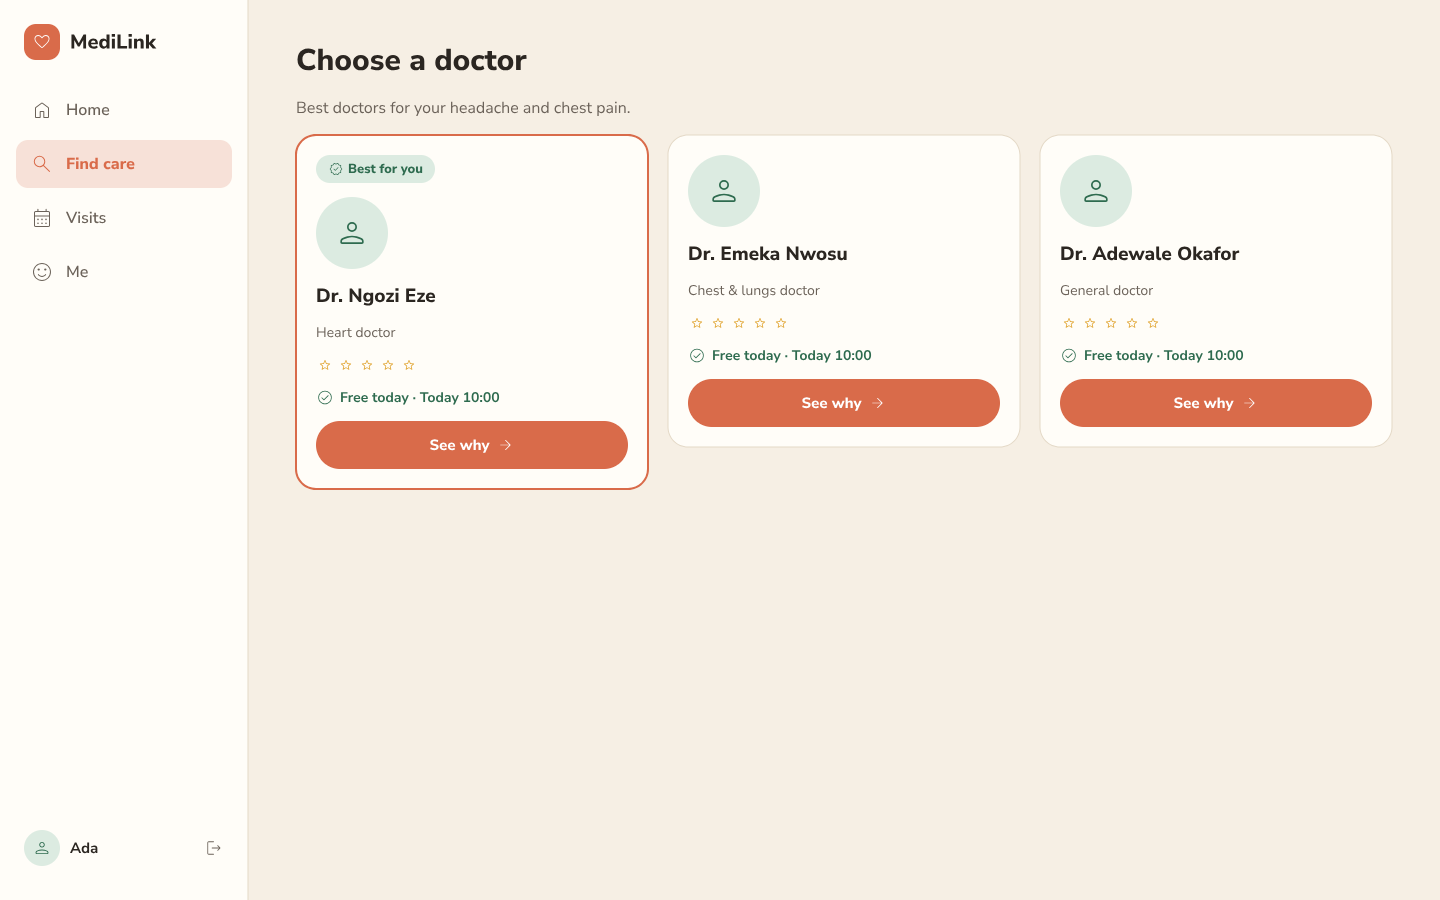 MediLink
Home
Find care
Visits
Me
Ada
Choose a doctor
Best doctors for your headache and chest pain.
Best for you
Dr. Ngozi Eze
Heart doctor
Free today · Today 10:00
See why
Dr. Emeka Nwosu
Chest & lungs doctor
Free today · Today 10:00
See why
Dr. Adewale Okafor
General doctor
Free today · Today 10:00
See why